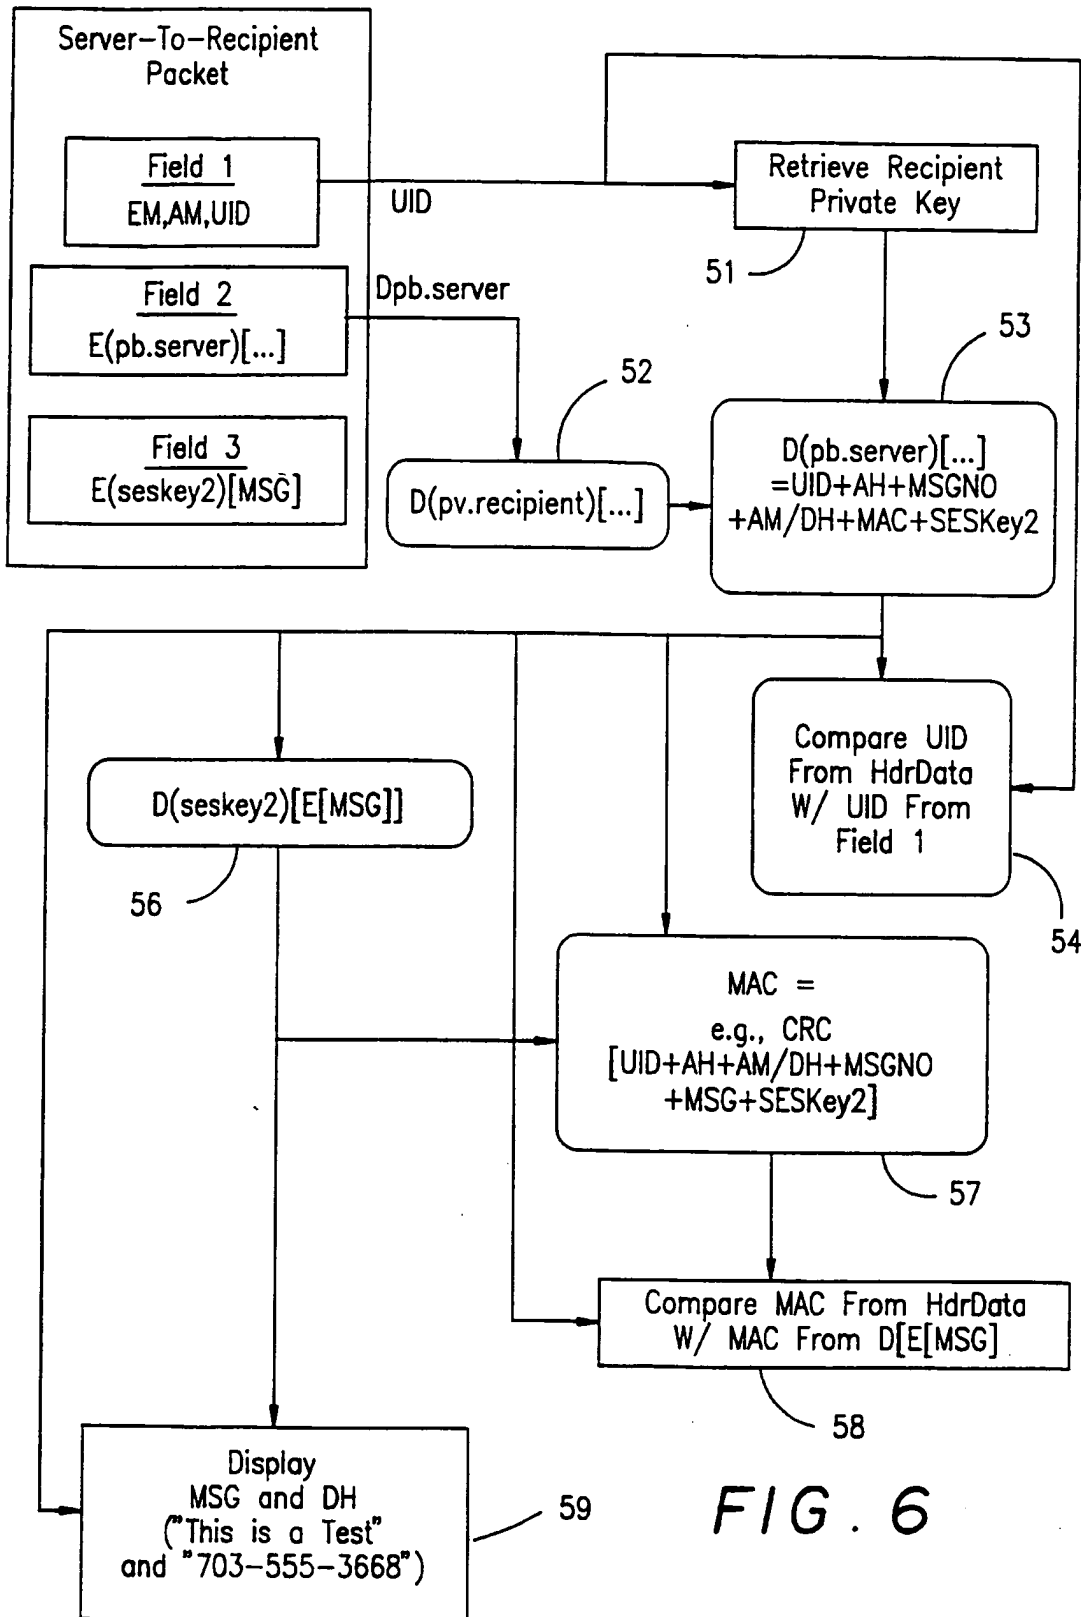 Server-To-Recipient
Packet
Field 1
EM,AM,UID
UID
Retrieve Recipient
Private Key
51
Field 2
E(pb.server)[...]
Dpb.server
53
52
Field 3
E(seskey2)[MSG]
D(pv.recipient)[...]
D(pb.server)[...]
=UID+AH+MSGNO
+AM/DH+MAC+SESKey2
Compare UID
From HdrData
W/ UID From
Field 1
54
D(seskey2)[E[MSG]]
56
MAC =
e.g., CRC
[UID+AH+AM/DH+MSGNO
+MSG+SESKey2]
57
Compare MAC From HdrData
W/ MAC From D[E[MSG]
58
Display
MSG and DH
("This is a Test"
and "703-555-3668")
59
FIG. 6